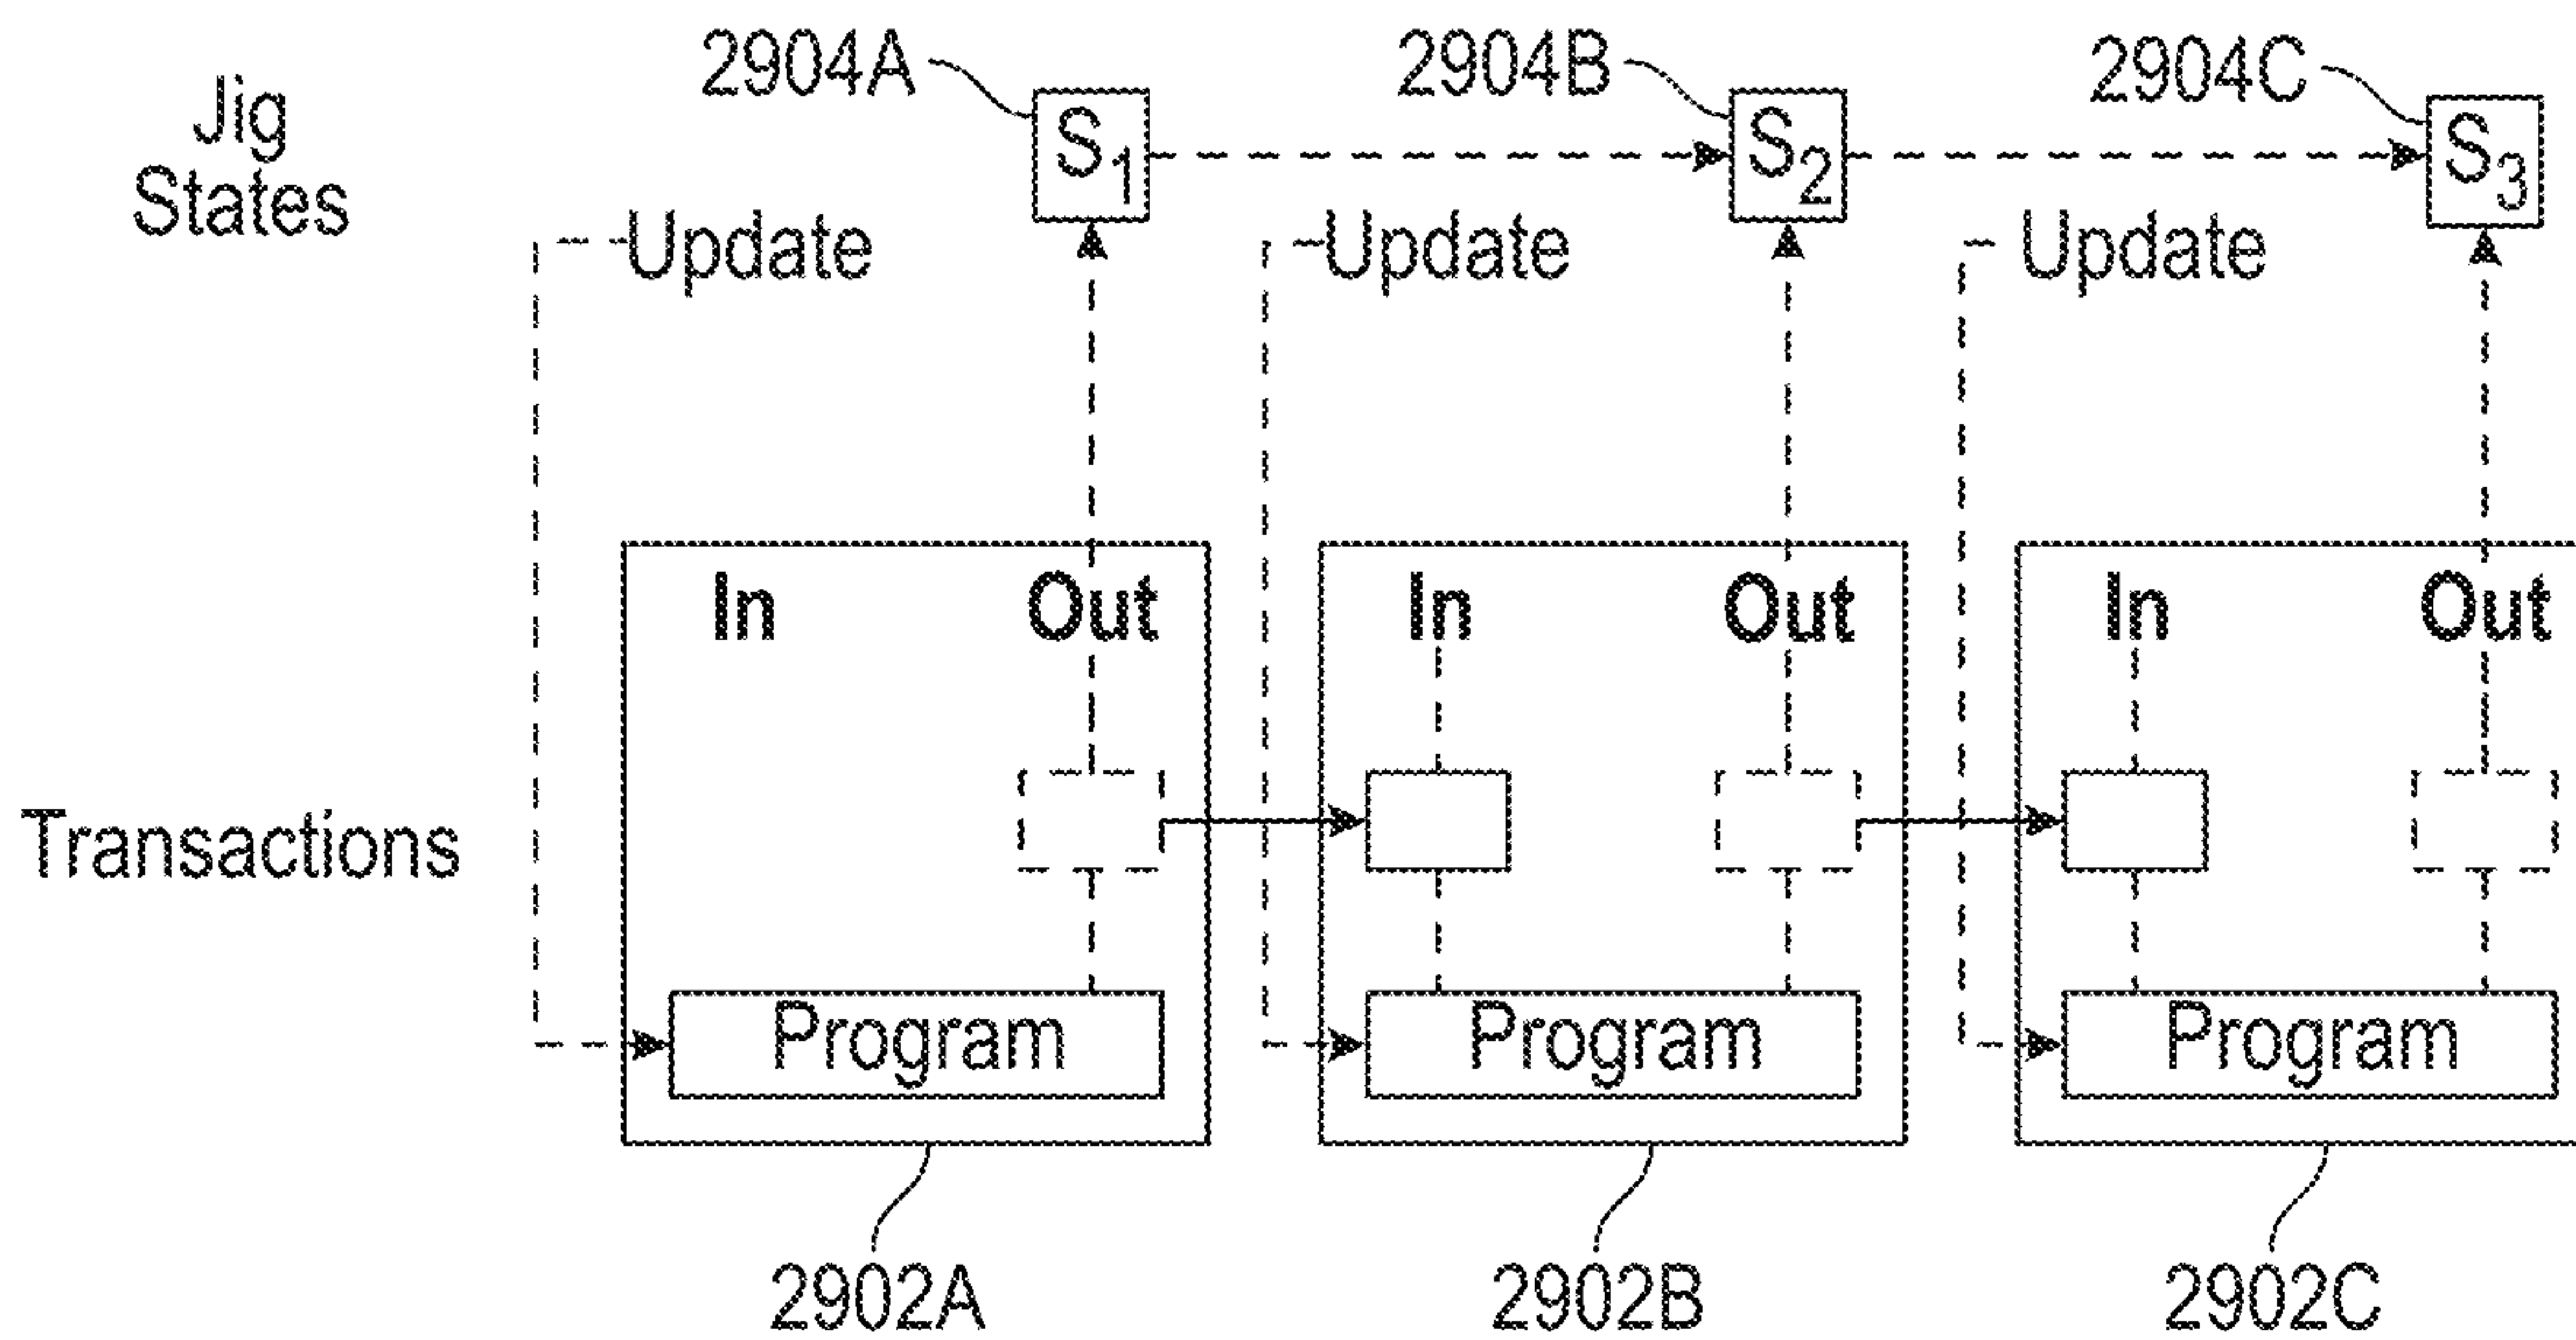 2904A
2904B
2904C
Jig
States
S1
S2
S3
Update
Update
Update
In
Out
In
Out
In
Out
Transactions
Program
Program
Program
2902A
2902B
2902C